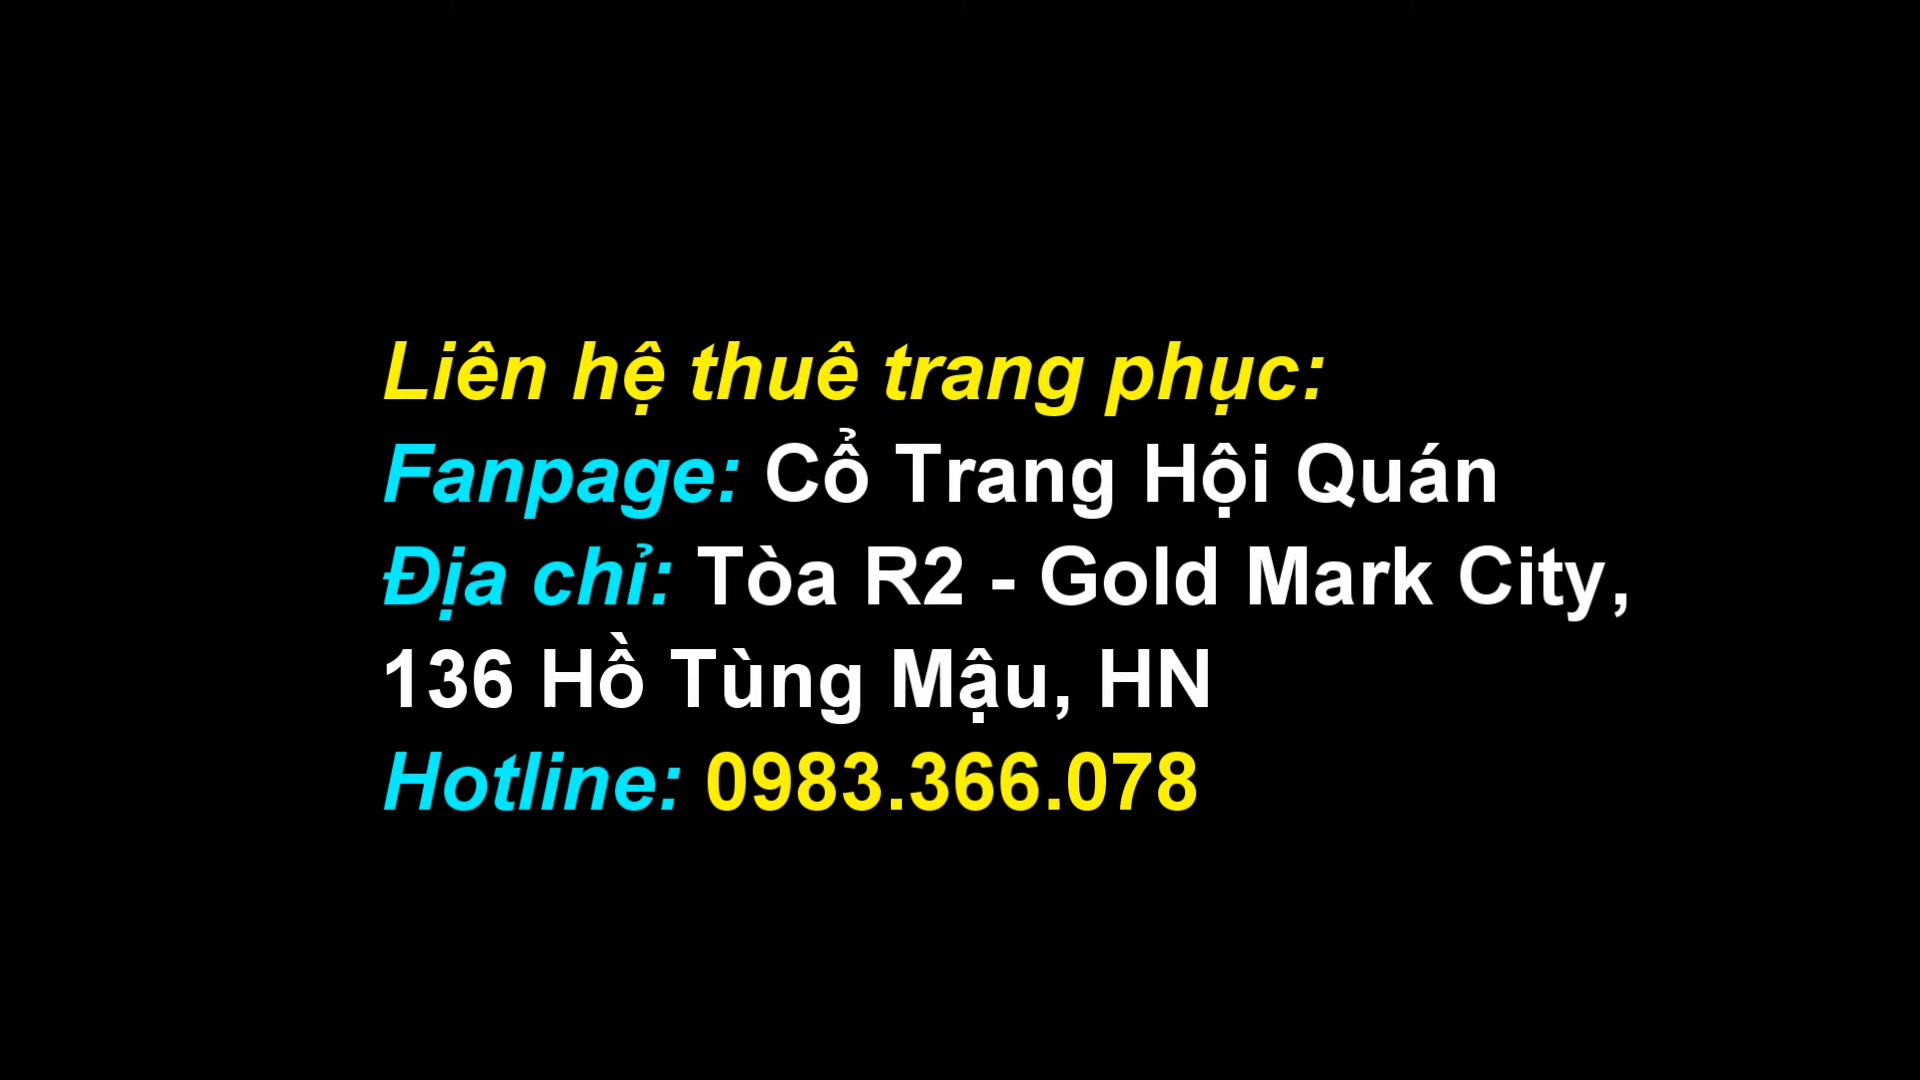 Liên hệ thuê trang phục:
Fanpage: Cổ Trang Hội Quán
Địa chỉ: Tòa R2 - Gold Mark City,
136 Hồ Tùng Mậu, HN
Hotline: 0983.366.078